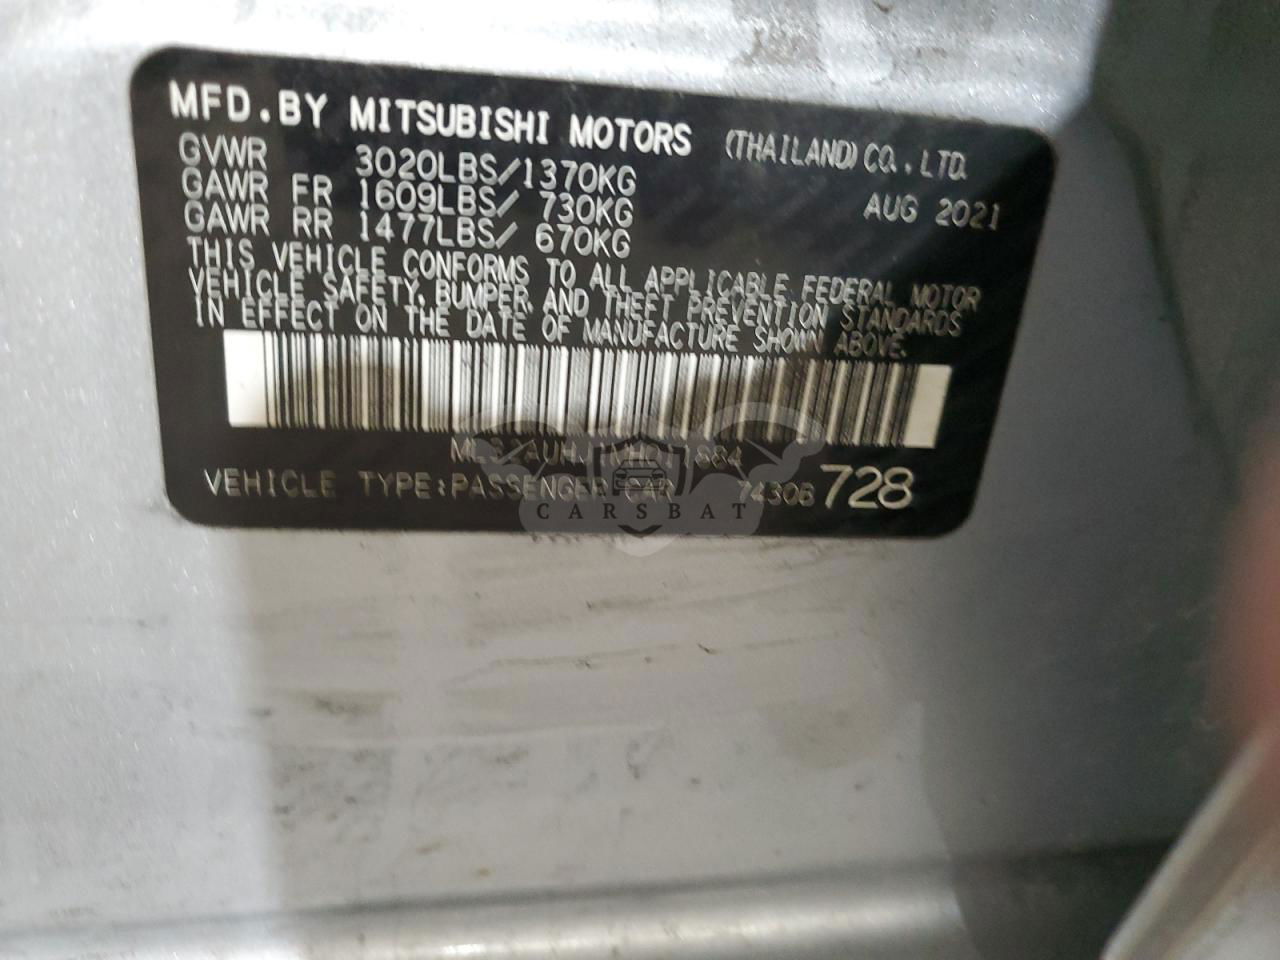 MFD.BY MITSUBISHI MOTORS (THAILAND) CO.,LTD.
GVWR 3020LBS/1370KG
GAWR FR 1609LBS/ 730KG AUG 2021
GAWR RR 1477LBS/ 670KG
THIS VEHICLE CONFORMS TO ALL APPLICABLE FEDERAL MOTOR
VEHICLE SAFETY, BUMPER, AND THEFT PREVENTION STANDARDS
IN EFFECT ON THE DATE OF MANUFACTURE SHOWN ABOVE.
VEHICLE TYPE:PASSENGER CAR 728
CARSBAT